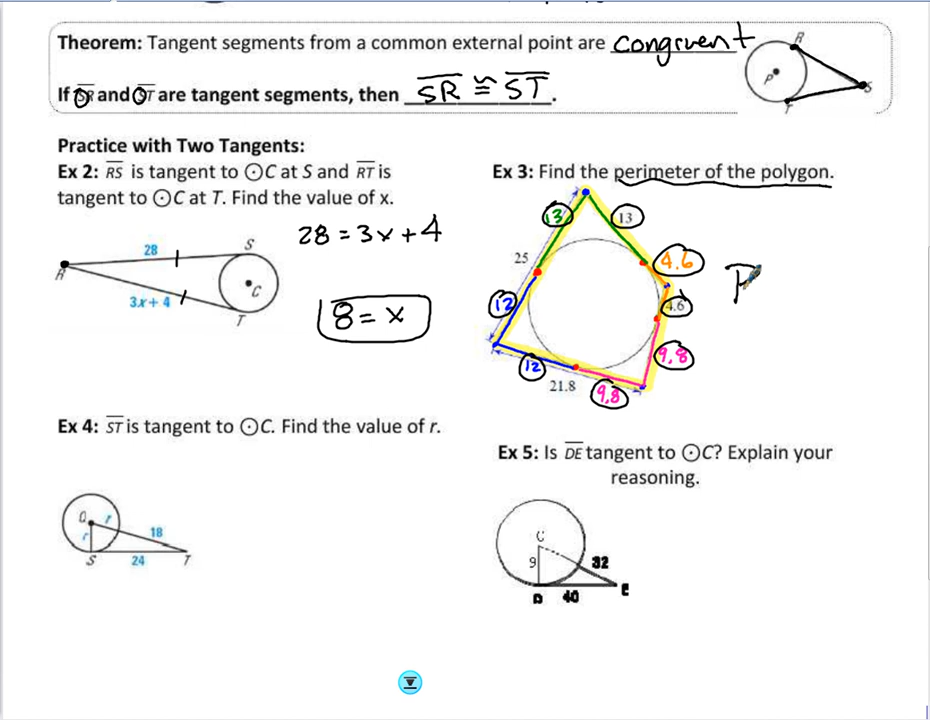 Theorem: Tangent segments from a common external point are congruent
R
P
S
T
If and are tangent segments, then SR ≅ ST.
Practice with Two Tangents:
Ex 2: RS is tangent to ⊙C at S and RT is
tangent to ⊙C at T. Find the value of x.
28 = 3x + 4
8 = x
28
S
R
C
3x + 4
T
Ex 3: Find the perimeter of the polygon.
13
13
25
4.6
4.6
12
12
9.8
9.8
21.8
P
Ex 4: ST is tangent to ⊙C. Find the value of r.
Q
r
r
18
S
24
T
Ex 5: Is DE tangent to ⊙C? Explain your
reasoning.
C
9
32
D
40
E